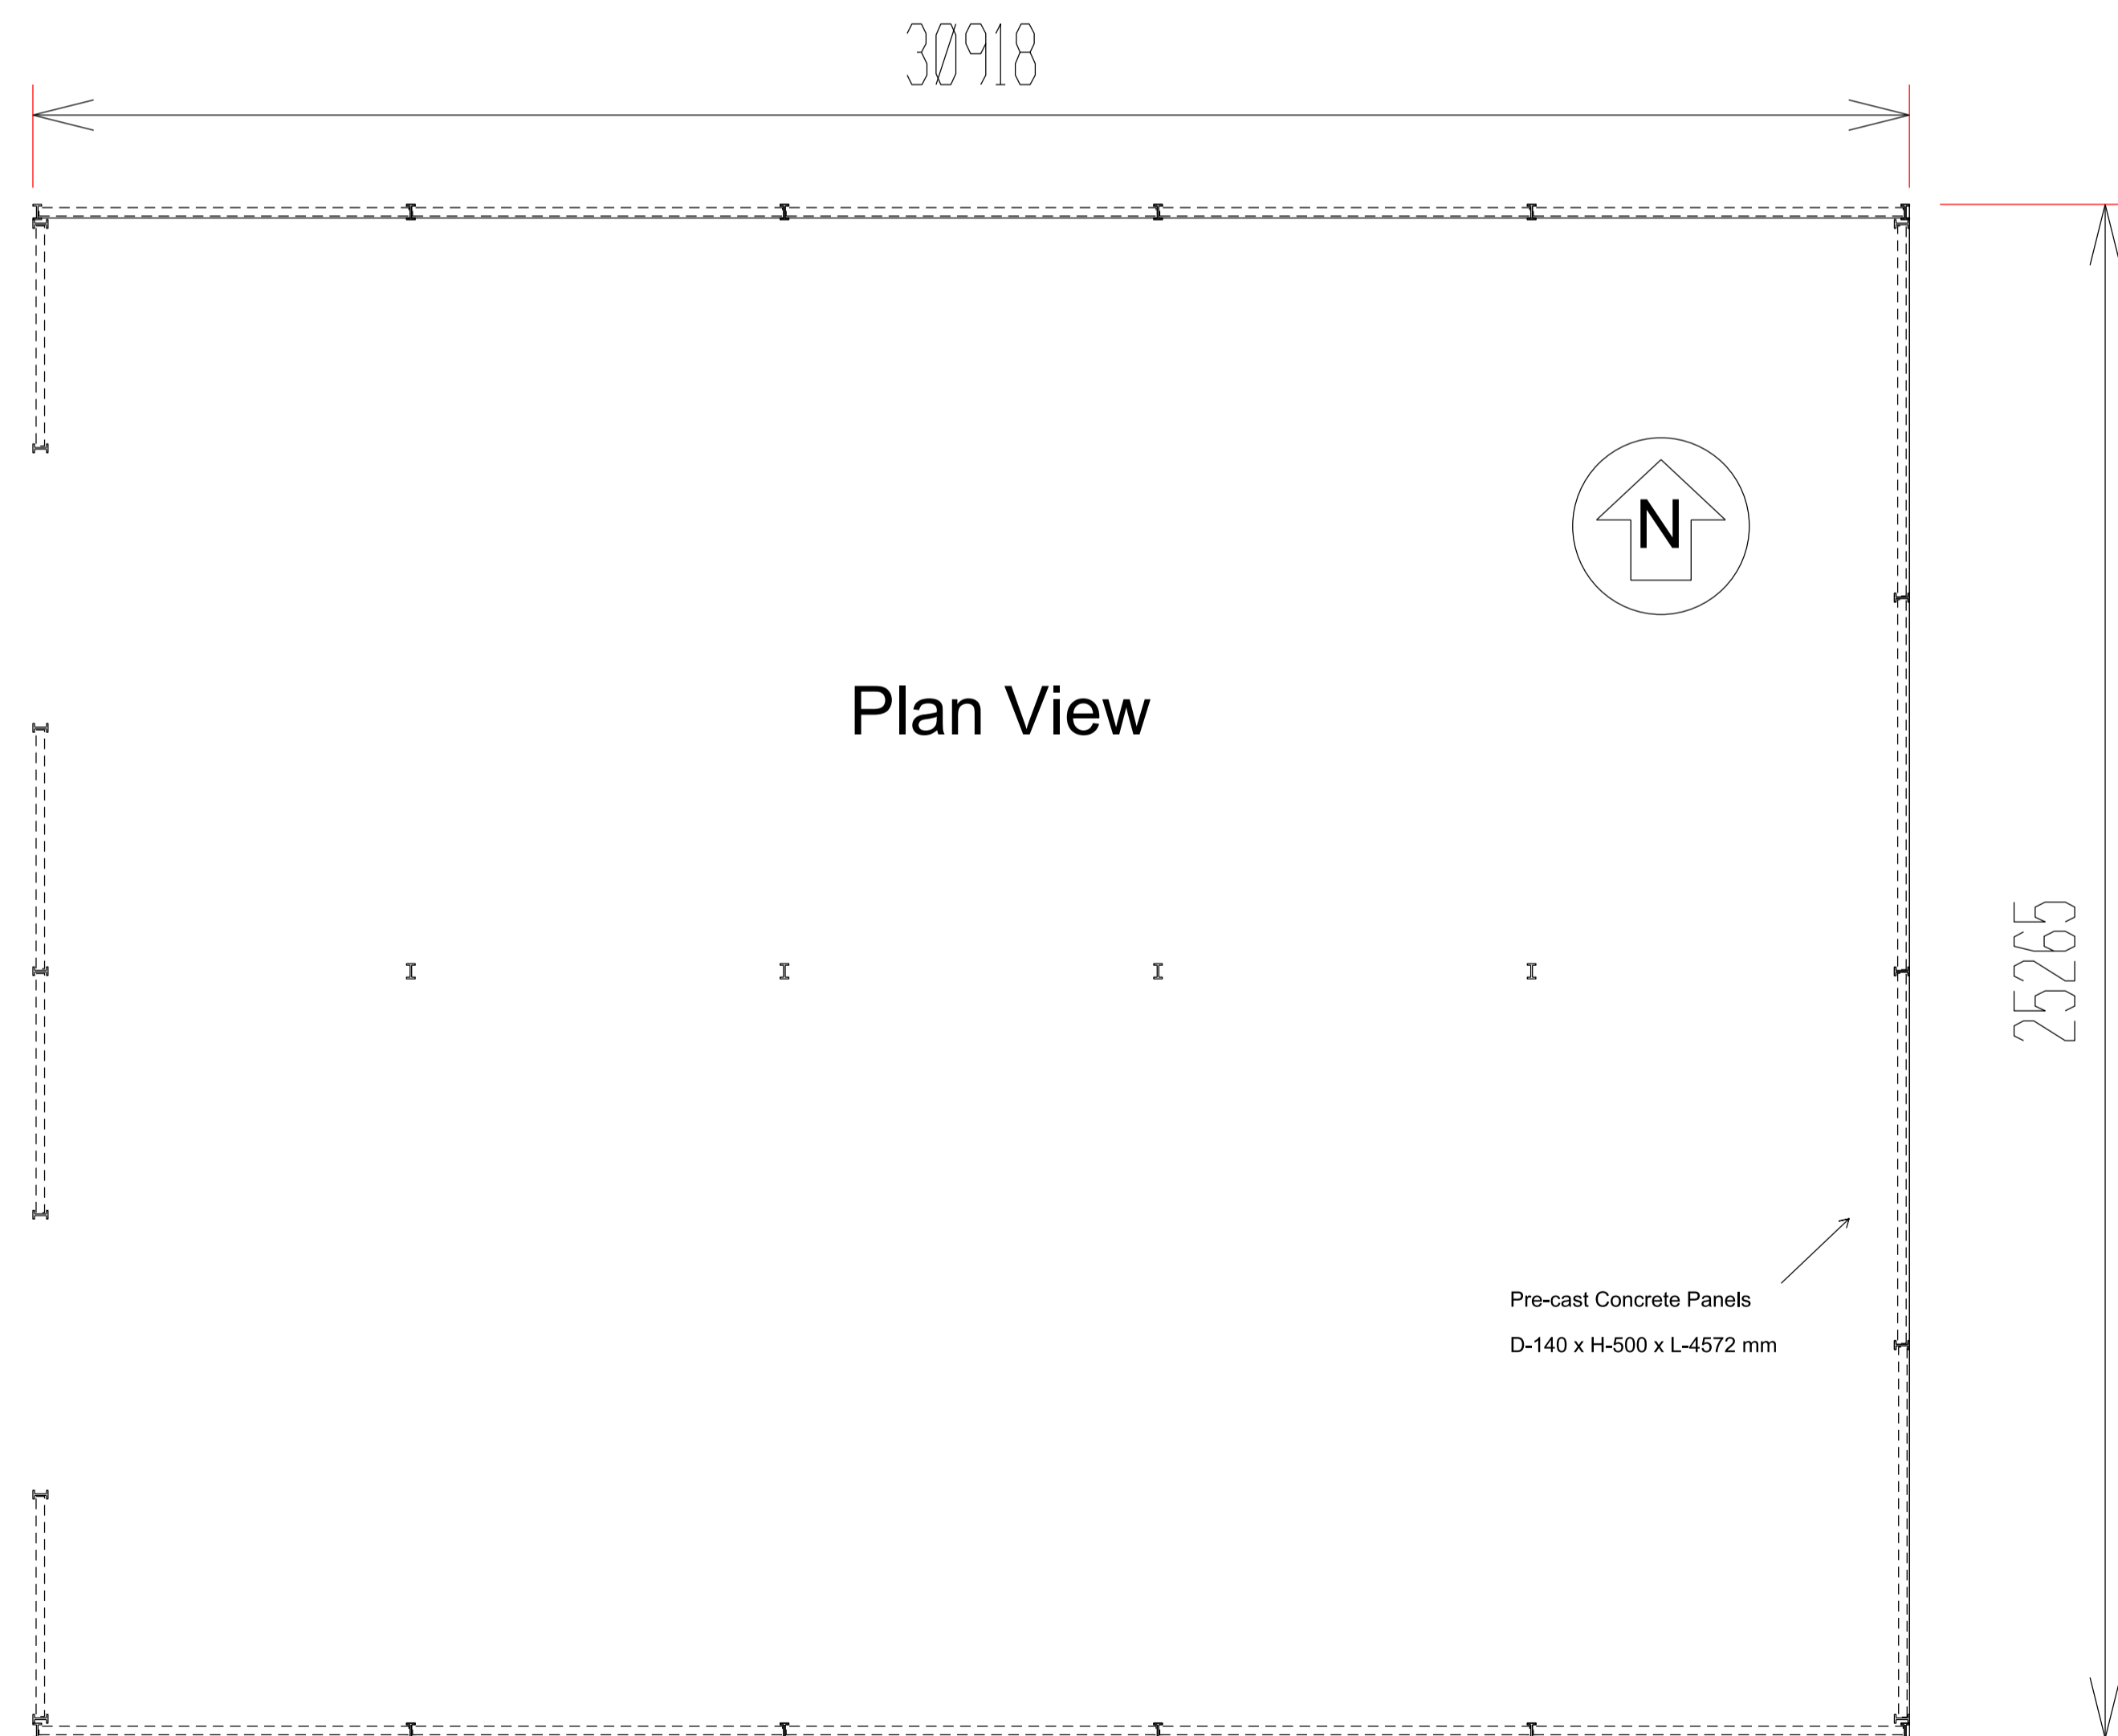 30918
N
Plan View
25265
Pre-cast Concrete Panels
D-140 x H-500 x L-4572 mm